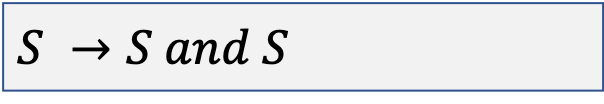 S → S and S